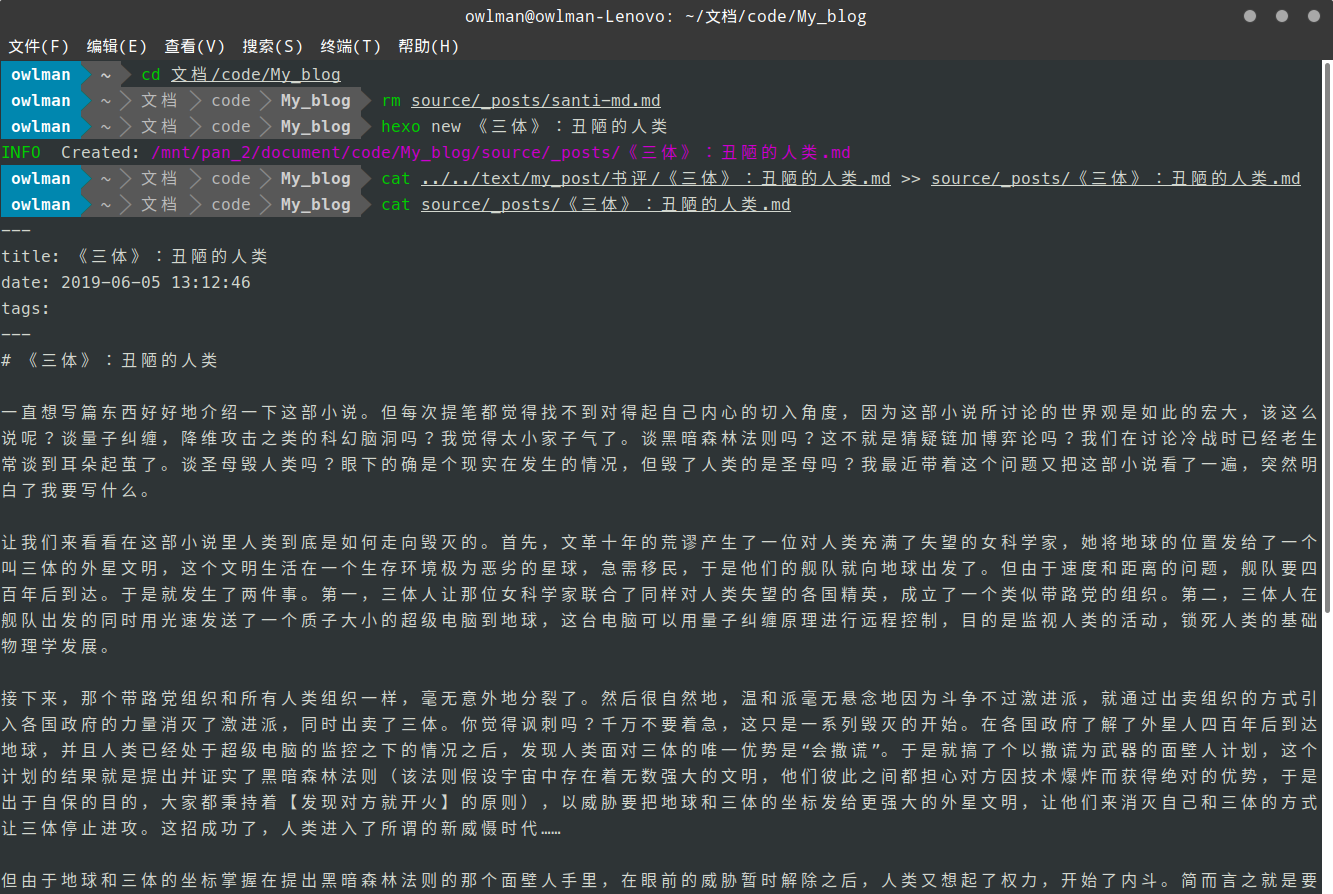 owlman@owlman-Lenovo: ~/文档/code/My_blog
文件(F) 编辑(E) 查看(V) 搜索(S) 终端(T) 帮助(H)
owlman ~ cd 文档/code/My_blog
owlman ~ 文档 code My_blog rm source/_posts/santi-md.md
owlman ~ 文档 code My_blog hexo new 《三体》：丑陋的人类
INFO  Created: /mnt/pan_2/document/code/My_blog/source/_posts/《三体》：丑陋的人类.md
owlman ~ 文档 code My_blog cat ../../text/my_post/书评/《三体》：丑陋的人类.md >> source/_posts/《三体》：丑陋的人类.md
owlman ~ 文档 code My_blog cat source/_posts/《三体》：丑陋的人类.md
---
title: 《三体》：丑陋的人类
date: 2019-06-05 13:12:46
tags:
---
# 《三体》：丑陋的人类
一直想写篇东西好好地介绍一下这部小说。但每次提笔都觉得找不到对得起自己内心的切入角度，因为这部小说所讨论的世界观是如此的宏大，该这么
说呢？谈量子纠缠，降维攻击之类的科幻脑洞吗？我觉得太小家子气了。谈黑暗森林法则吗？这不就是猜疑链加博弈论吗？我们在讨论冷战时已经老生
常谈到耳朵起茧了。谈圣母毁人类吗？眼下的确是个现实在发生的情况，但毁了人类的是圣母吗？我最近带着这个问题又把这部小说看了一遍，突然明
白了我要写什么。
让我们来看看在这部小说里人类到底是如何走向毁灭的。首先，文革十年的荒谬产生了一位对人类充满了失望的女科学家，她将地球的位置发给了一个
叫三体的外星文明，这个文明生活在一个生存环境极为恶劣的星球，急需移民，于是他们的舰队就向地球出发了。但由于速度和距离的问题，舰队要四
百年后到达。于是就发生了两件事。第一，三体人让那位女科学家联合了同样对人类失望的各国精英，成立了一个类似带路党的组织。第二，三体人在
舰队出发的同时用光速发送了一个质子大小的超级电脑到地球，这台电脑可以用量子纠缠原理进行远程控制，目的是监视人类的活动，锁死人类的基础
物理学发展。
接下来，那个带路党组织和所有人类组织一样，毫无意外地分裂了。然后很自然地，温和派毫无悬念地因为斗争不过激进派，就通过出卖组织的方式引
入各国政府的力量消灭了激进派，同时出卖了三体。你觉得讽刺吗？千万不要着急，这只是一系列毁灭的开始。在各国政府了解了外星人四百年后到达
地球，并且人类已经处于超级电脑的监控之下的情况之后，发现人类面对三体的唯一优势是“会撒谎”。于是就搞了个以撒谎为武器的面壁人计划，这个
计划的结果就是提出并证实了黑暗森林法则（该法则假设宇宙中存在着无数强大的文明，他们彼此之间都担心对方因技术爆炸而获得绝对的优势，于是
出于自保的目的，大家都秉持着【发现对方就开火】的原则），以威胁要把地球和三体的坐标发给更强大的外星文明，让他们来消灭自己和三体的方式
让三体停止进攻。这招成功了，人类进入了所谓的新威慑时代……
但由于地球和三体的坐标掌握在提出黑暗森林法则的那个面壁人手里，在眼前的威胁暂时解除之后，人类又想起了权力，开始了内斗。简而言之就是要